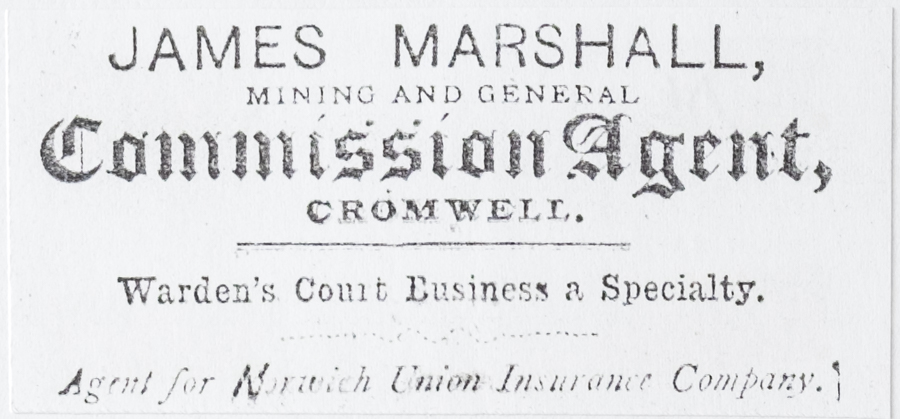 JAMES MARSHALL,
MINING AND GENERAL
Commission Agent,
CROMWELL.
Warden's Court Business a Specialty.
Agent for Norwich Union Insurance Company.